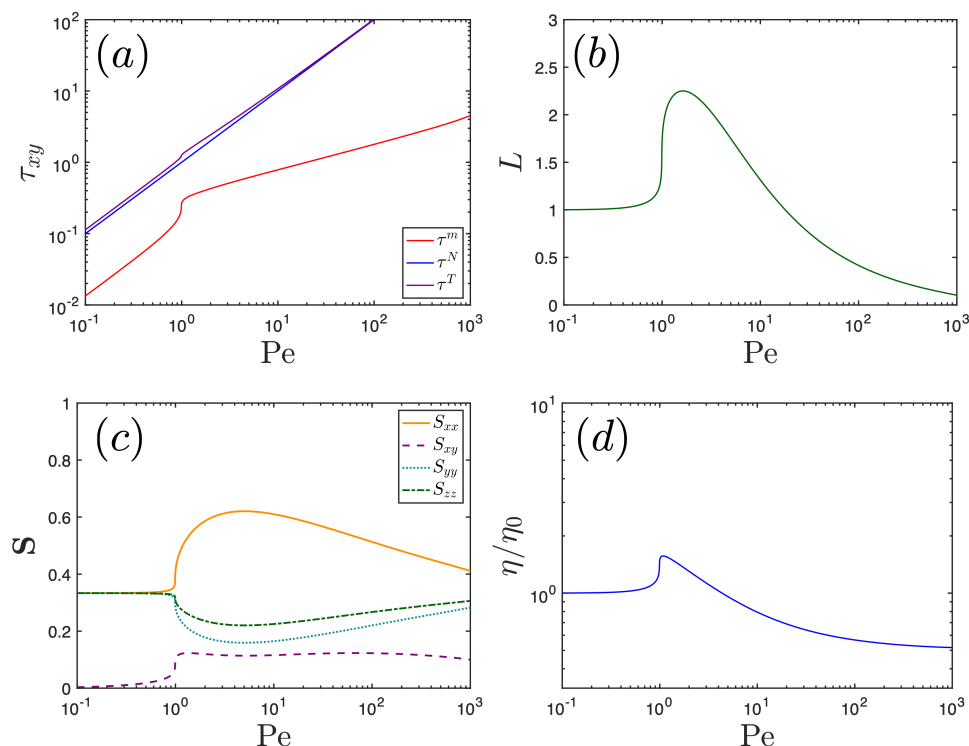 (a)
10^2
10^1
10^0
10^-1
10^-2
τ_xy
τ^m
τ^N
τ^T
10^-1 10^0 10^1 10^2 10^3
Pe
(b)
3
2.5
2
1.5
1
0.5
0
L
10^-1 10^0 10^1 10^2 10^3
Pe
(c)
1
0.8
0.6
0.4
0.2
0
S
S_xx
S_xy
S_yy
S_zz
10^-1 10^0 10^1 10^2 10^3
Pe
(d)
10^1
10^0
η/η_0
10^-1 10^0 10^1 10^2 10^3
Pe